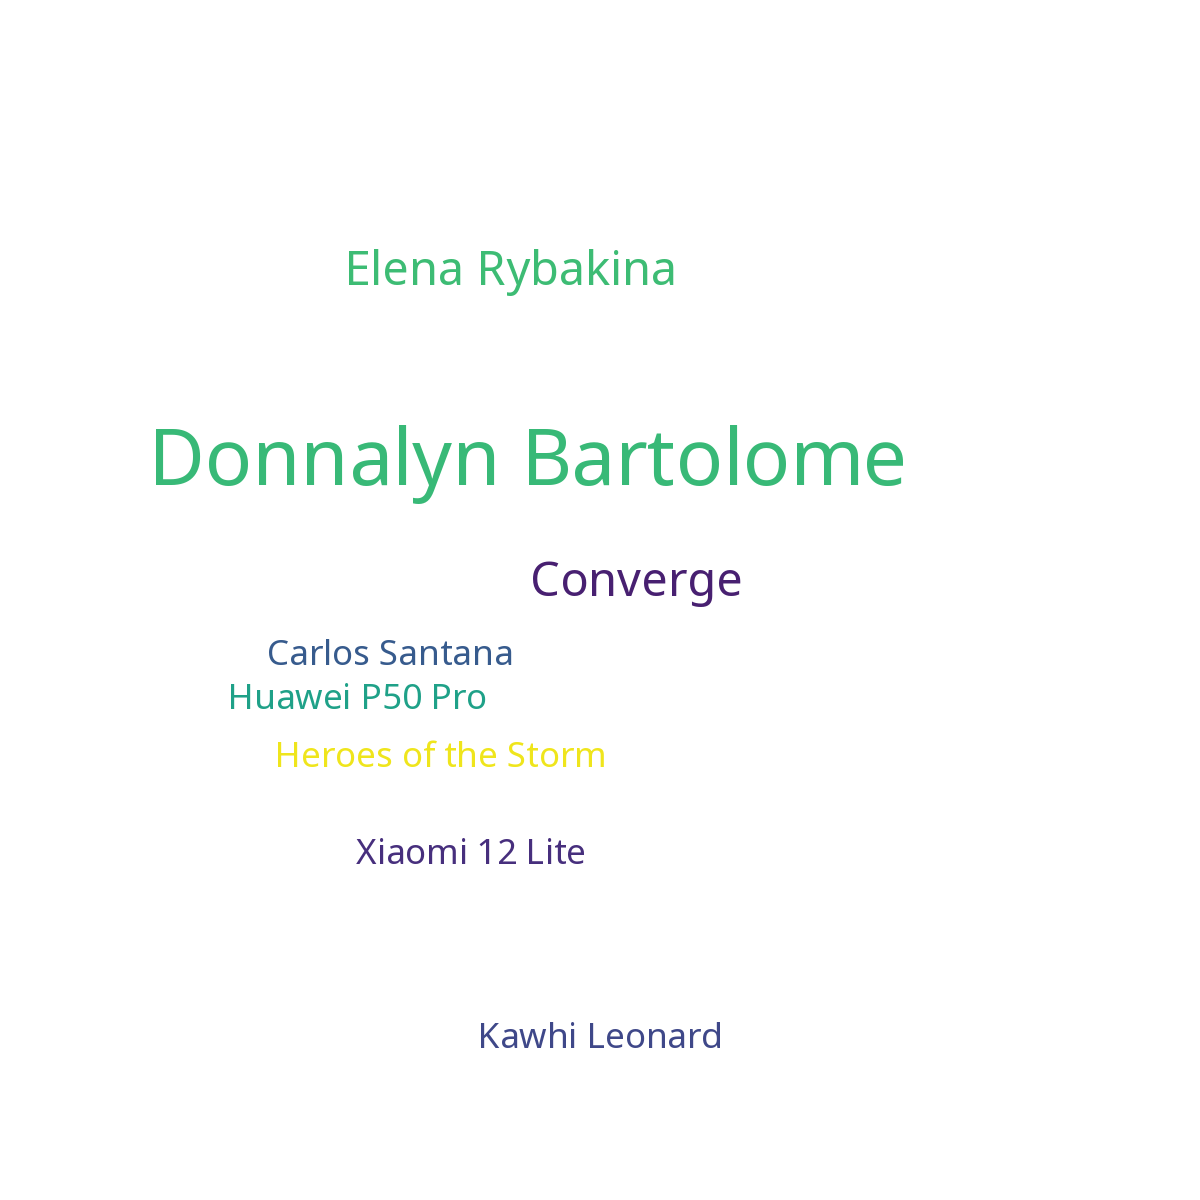 Elena Rybakina
Donnalyn Bartolome
Converge
Carlos Santana
Huawei P50 Pro
Heroes of the Storm
Xiaomi 12 Lite
Kawhi Leonard